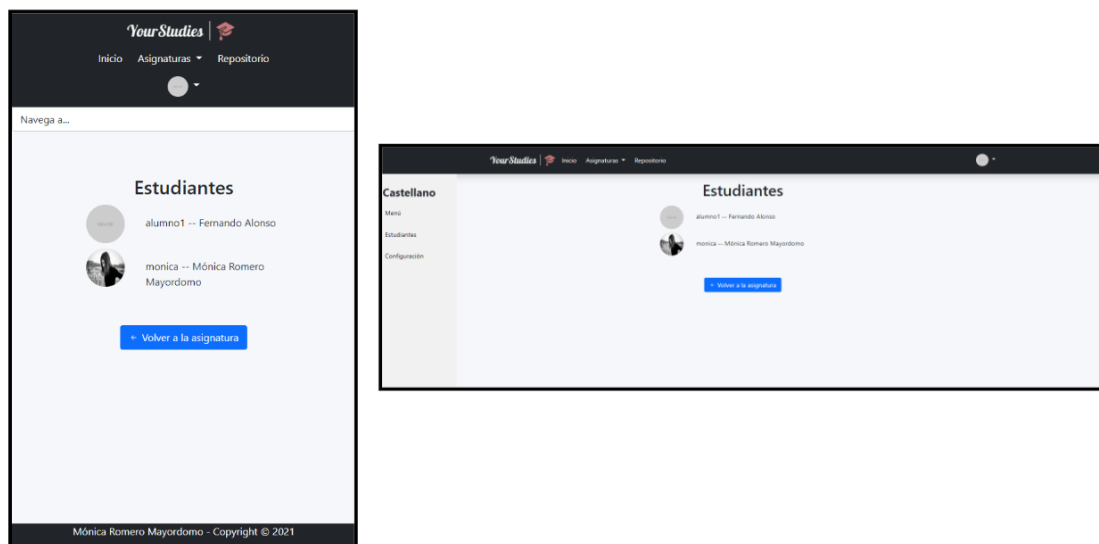 YourStudies
Inicio Asignaturas Repositorio
Navega a...
Estudiantes
alumno1 -- Fernando Alonso
monica -- Mónica Romero
Mayordomo
← Volver a la asignatura
Mónica Romero Mayordomo - Copyright © 2021
YourStudies Inicio Asignaturas Repositorio
Castellano
Menú
Estudiantes
Configuración
Estudiantes
alumno1 -- Fernando Alonso
monica -- Mónica Romero Mayordomo
← Volver a la asignatura